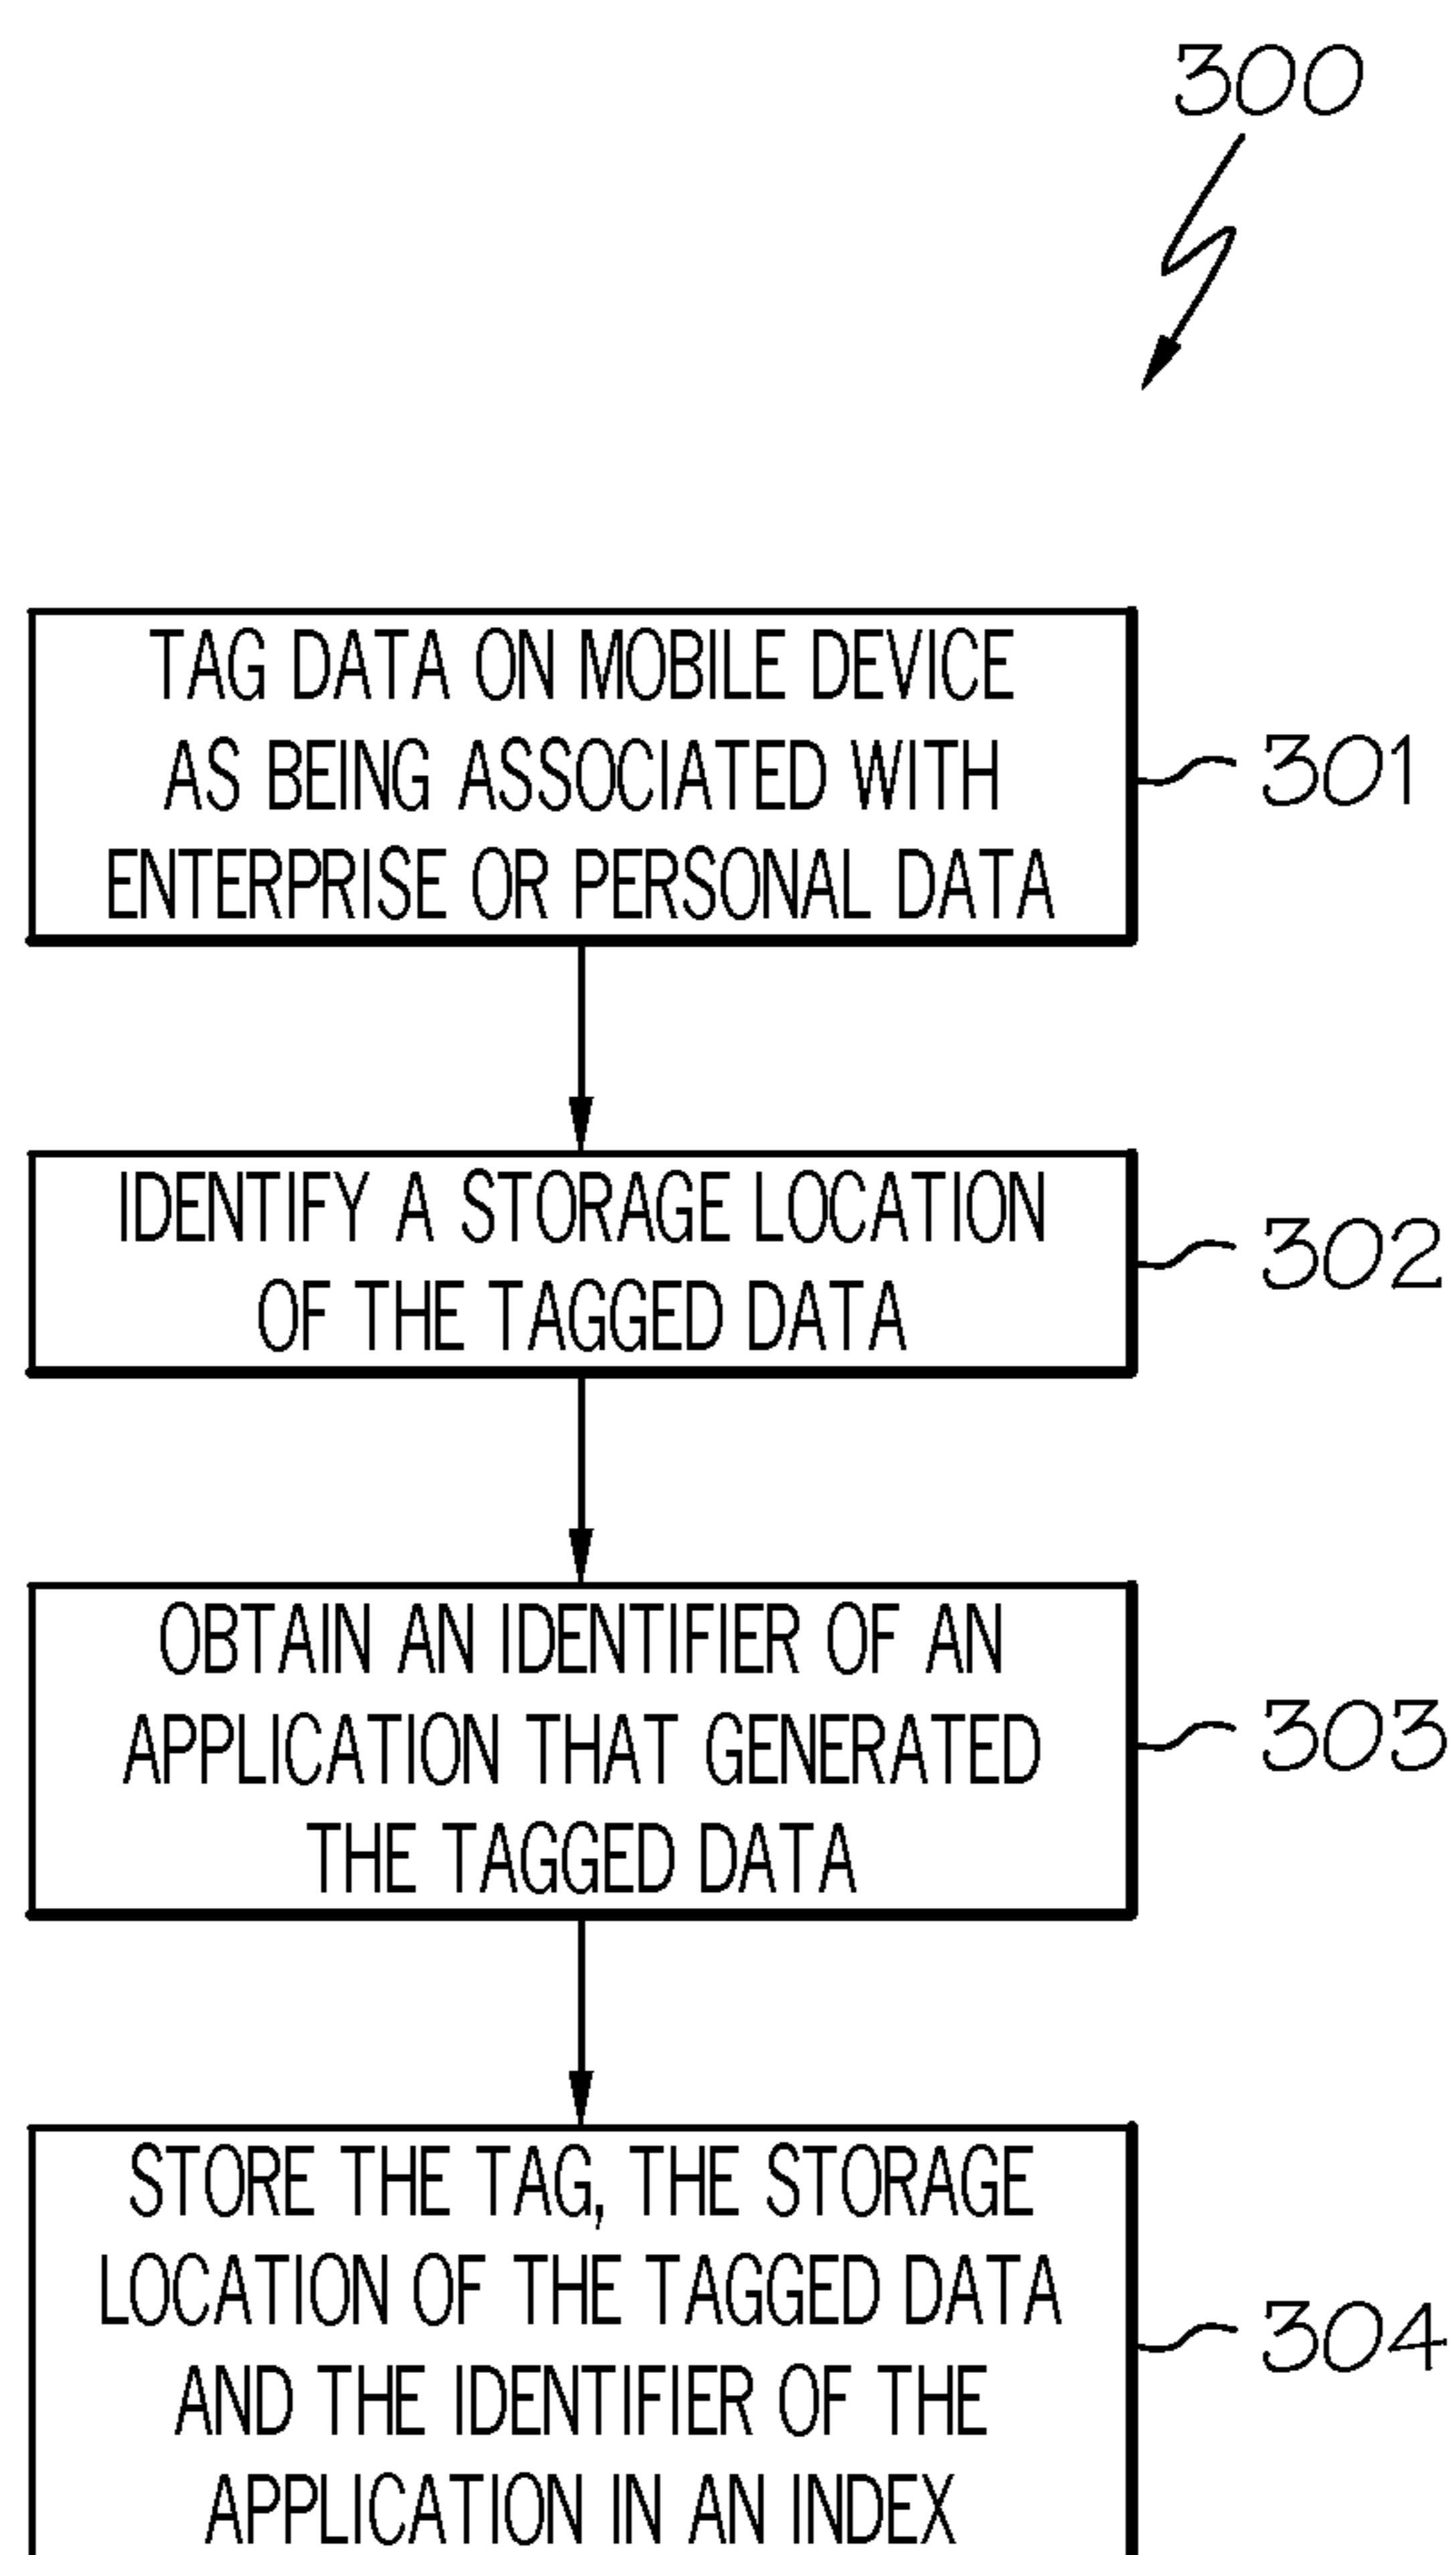 300
TAG DATA ON MOBILE DEVICE
AS BEING ASSOCIATED WITH
ENTERPRISE OR PERSONAL DATA
301
IDENTIFY A STORAGE LOCATION
OF THE TAGGED DATA
302
OBTAIN AN IDENTIFIER OF AN
APPLICATION THAT GENERATED
THE TAGGED DATA
303
STORE THE TAG, THE STORAGE
LOCATION OF THE TAGGED DATA
AND THE IDENTIFIER OF THE
APPLICATION IN AN INDEX
304